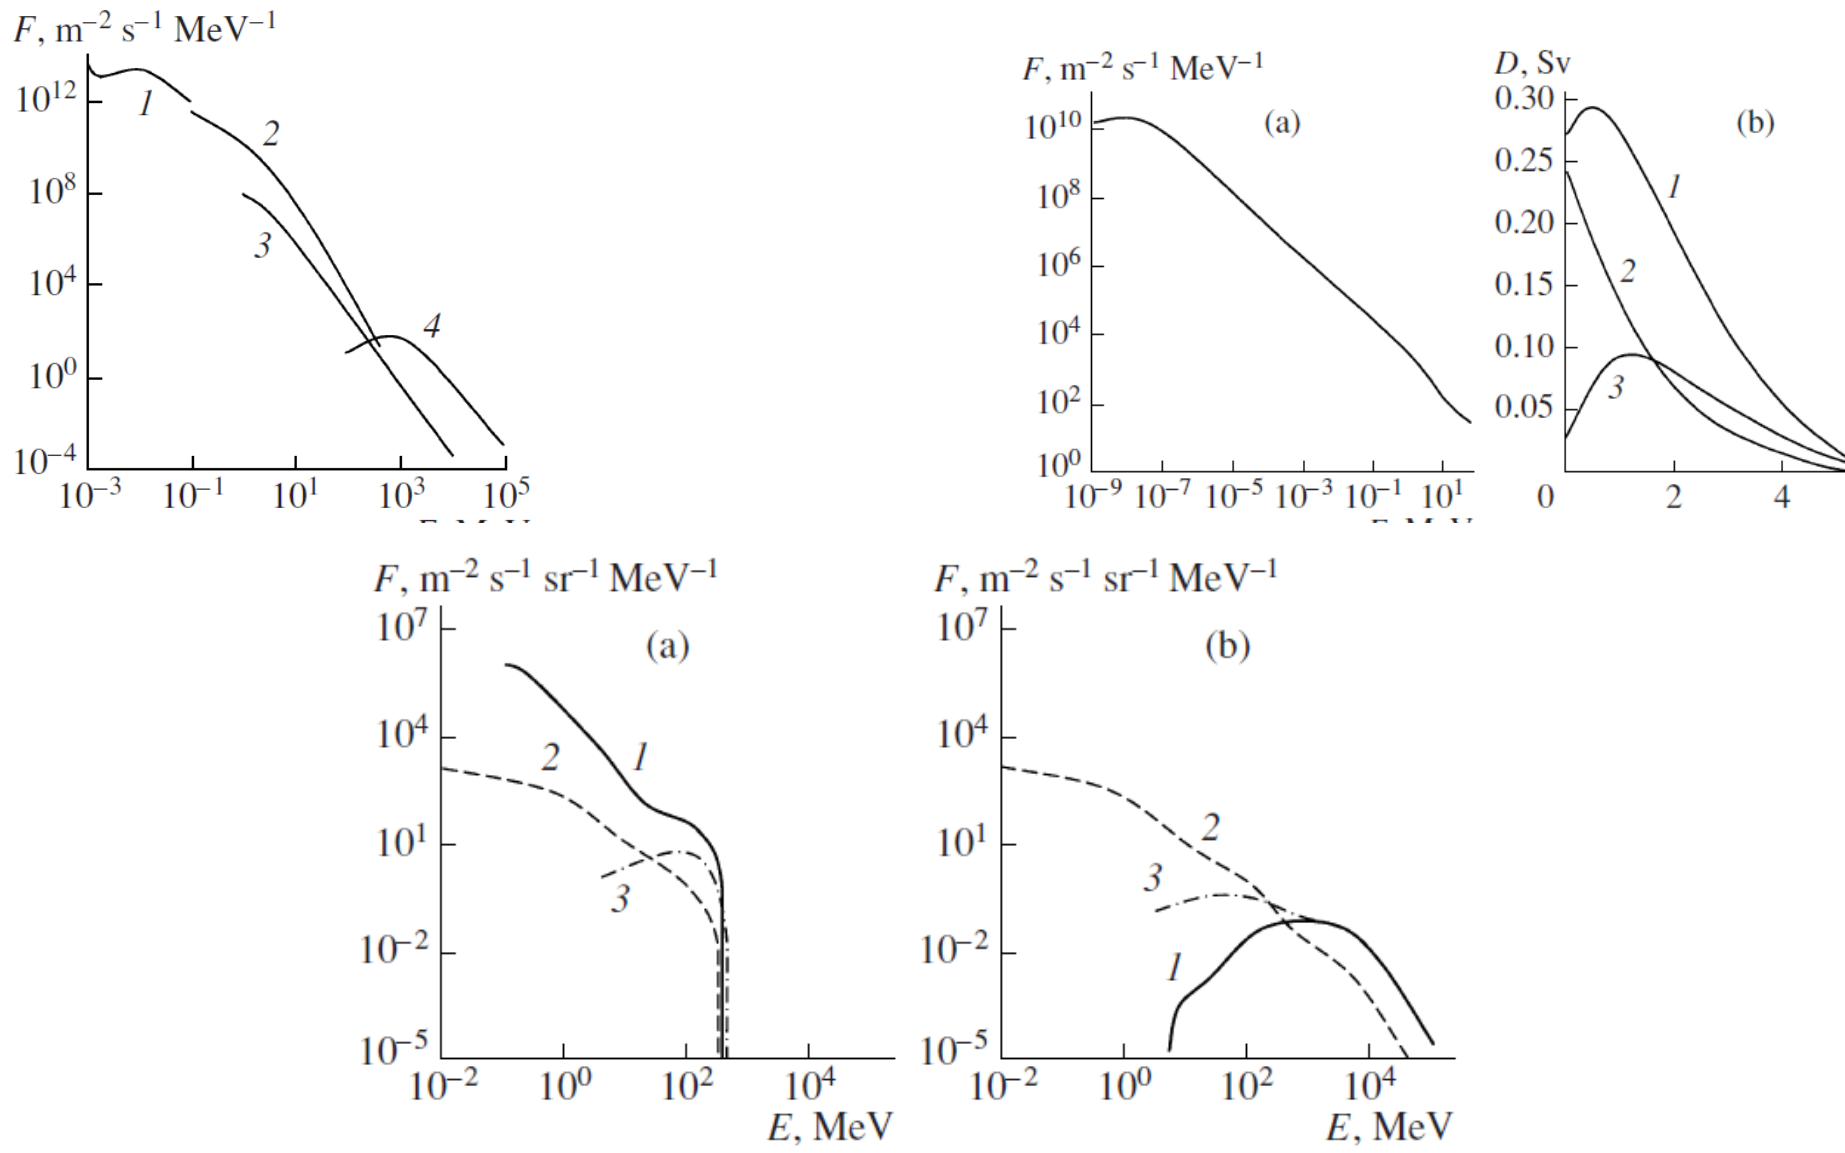 F, m⁻² s⁻¹ MeV⁻¹
10¹²
10⁸
10⁴
10⁰
10⁻⁴
1
2
3
4
10⁻³ 10⁻¹ 10¹ 10³ 10⁵
F, m⁻² s⁻¹ MeV⁻¹
(a)
10¹⁰
10⁸
10⁶
10⁴
10²
10⁰
10⁻⁹ 10⁻⁷ 10⁻⁵ 10⁻³ 10⁻¹ 10¹
D, Sv
(b)
0.30
0.25
0.20
0.15
0.10
0.05
1
2
3
0 2 4
F, m⁻² s⁻¹ sr⁻¹ MeV⁻¹
(a)
10⁷
10⁴
10¹
10⁻²
10⁻⁵
2
1
3
10⁻² 10⁰ 10² 10⁴
E, MeV
F, m⁻² s⁻¹ sr⁻¹ MeV⁻¹
(b)
10⁷
10⁴
10¹
10⁻²
10⁻⁵
2
3
1
10⁻² 10⁰ 10² 10⁴
E, MeV